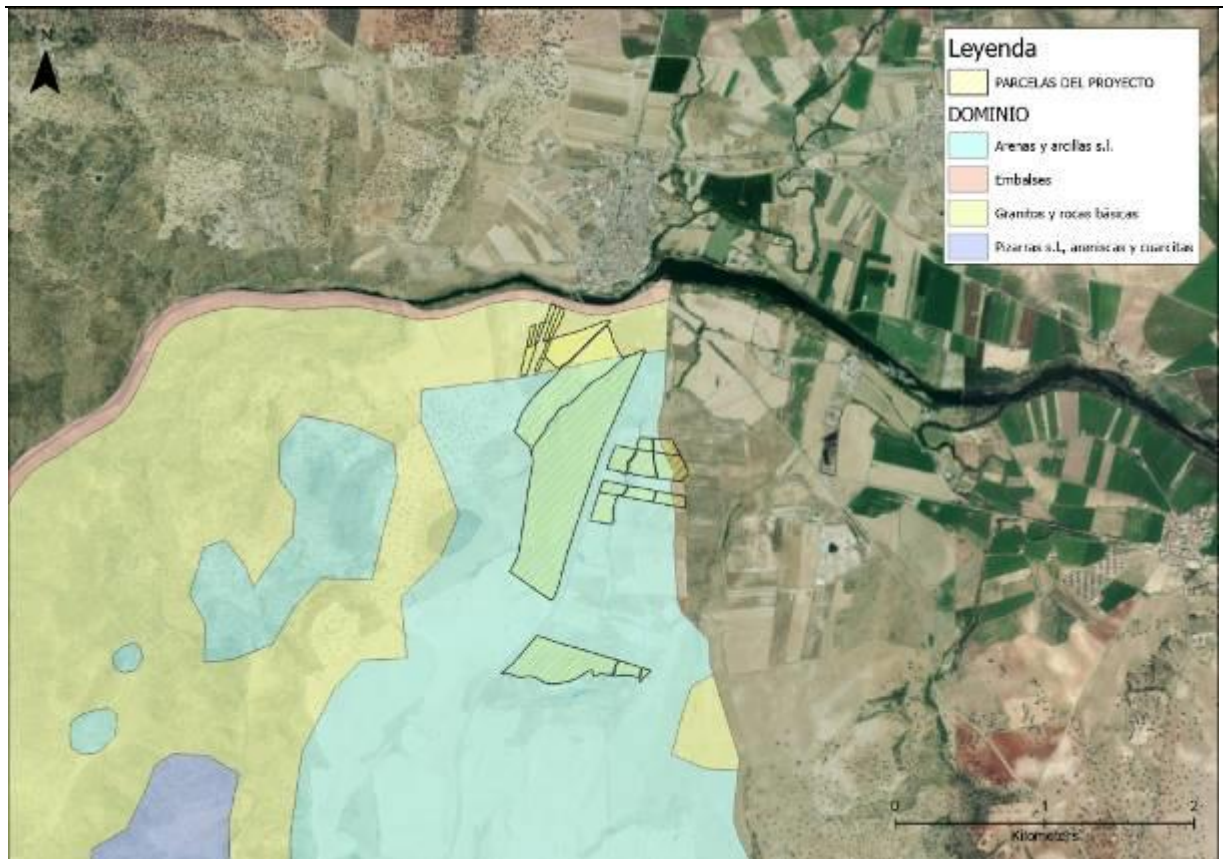 N
Leyenda
PARCELAS DEL PROYECTO
DOMINIO
Arenas y arcillas s.l.
Embalses
Granitos y rocas básicas
Pizarras s.l., areniscas y cuarcitas
0 1 2
Kilometers